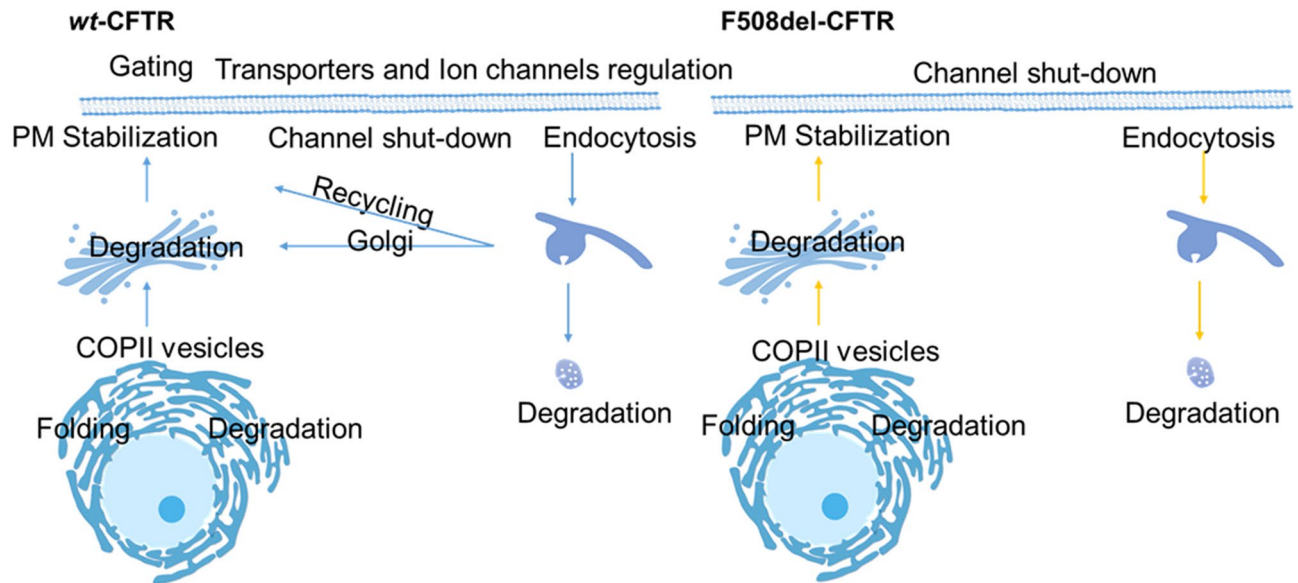 wt-CFTR
Gating
Transporters and Ion channels regulation
PM Stabilization
Channel shut-down
Endocytosis
Recycling
Golgi
Degradation
COPII vesicles
Folding
Degradation
Degradation
F508del-CFTR
Channel shut-down
PM Stabilization
Endocytosis
Degradation
COPII vesicles
Folding
Degradation
Degradation